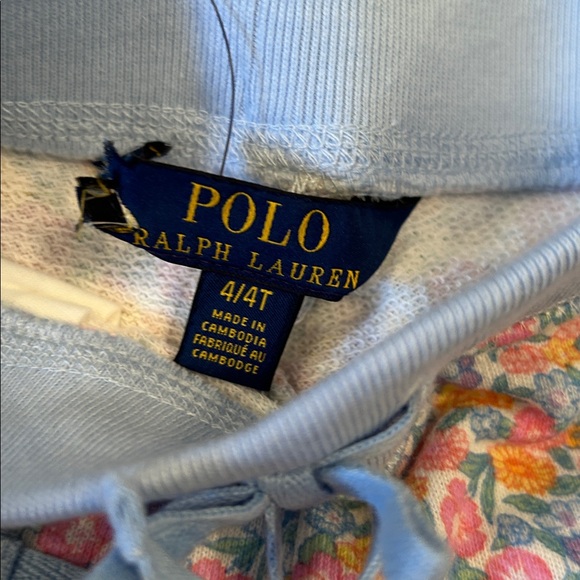 POLO
RALPH LAUREN
4/4T
MADE IN
CAMBODIA
FABRIQUÉ AU
CAMBODGE